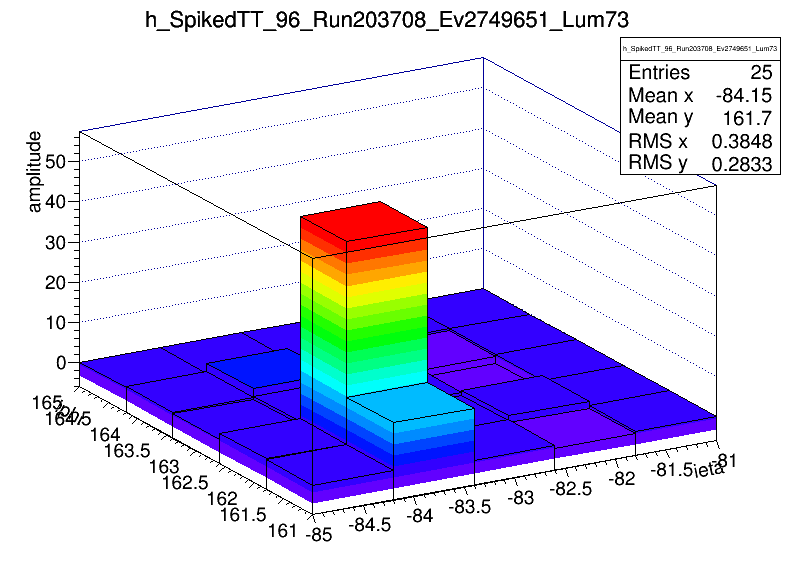 h_SpikedTT_96_Run203708_Ev2749651_Lum73
h_SpikedTT_96_Run203708_Ev2749651_Lum73
Entries 25
Mean x -84.15
Mean y 161.7
RMS x 0.3848
RMS y 0.2833
amplitude
50
40
30
20
10
0
165
164.5
164
163.5
163
162.5
162
161.5
161
-85
-84.5
-84
-83.5
-83
-82.5
-82
-81.5
-81
ieta